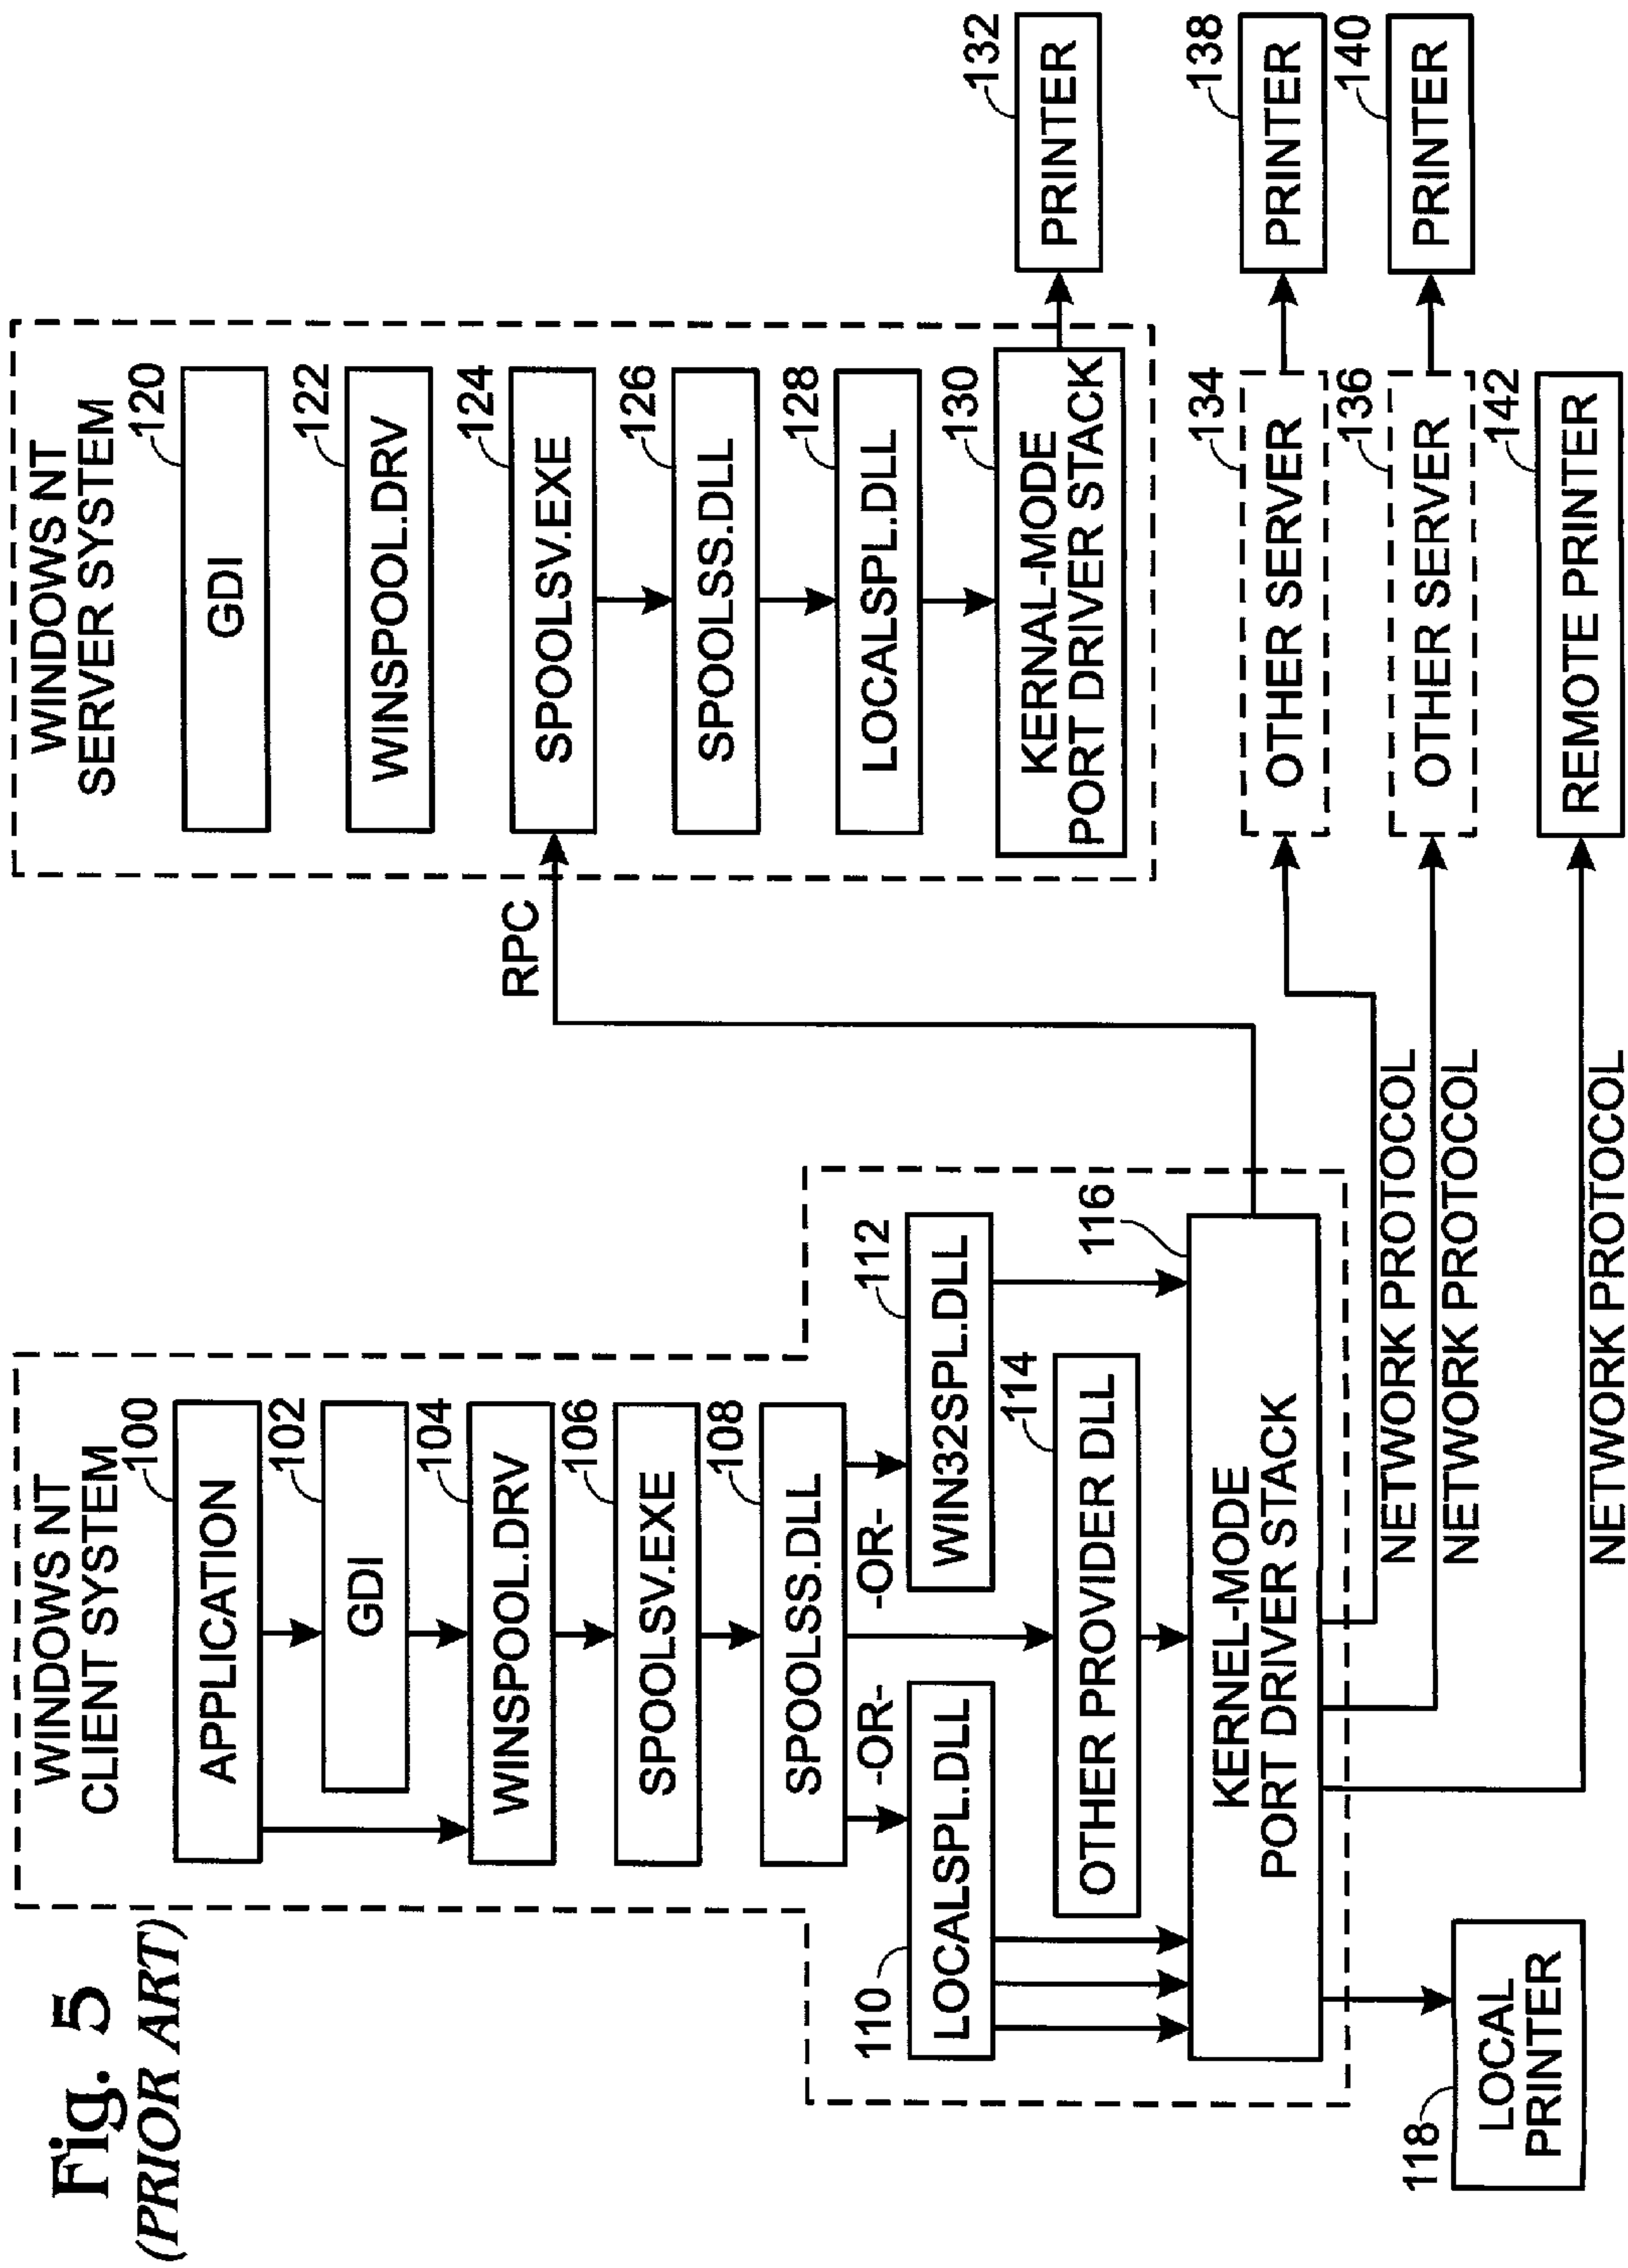 Fig. 5
(PRIOR ART)
WINDOWS NT
CLIENT SYSTEM
100
APPLICATION
102
GDI
104
WINSPOOL.DRV
106
SPOOLSV.EXE
108
SPOOLSS.DLL
-OR-
-OR-
110
LOCALSPL.DLL
112
WIN32SPL.DLL
114
OTHER PROVIDER DLL
116
KERNEL-MODE
PORT DRIVER STACK
118
LOCAL
PRINTER
RPC
NETWORK PROTOCOL
NETWORK PROTOCOL
NETWORK PROTOCOL
WINDOWS NT
SERVER SYSTEM
120
GDI
122
WINSPOOL.DRV
124
SPOOLSV.EXE
126
SPOOLSS.DLL
128
LOCALSPL.DLL
130
KERNAL-MODE
PORT DRIVER STACK
132
PRINTER
134
OTHER SERVER
138
PRINTER
136
OTHER SERVER
140
PRINTER
142
REMOTE PRINTER